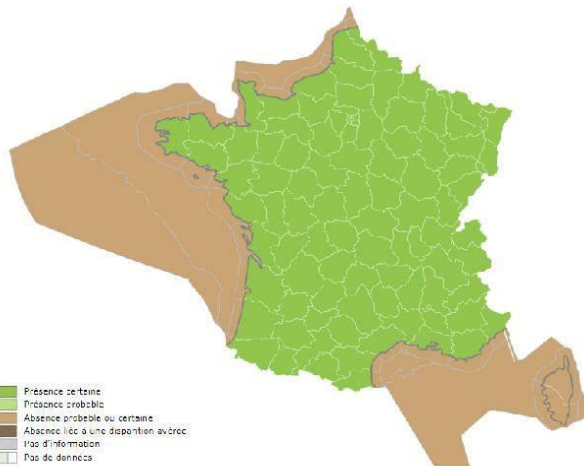 Présence certaine
Présence probable
Absence probable ou certaine
Absence liée à une disparition avérée
Pas d'information
Pas de données